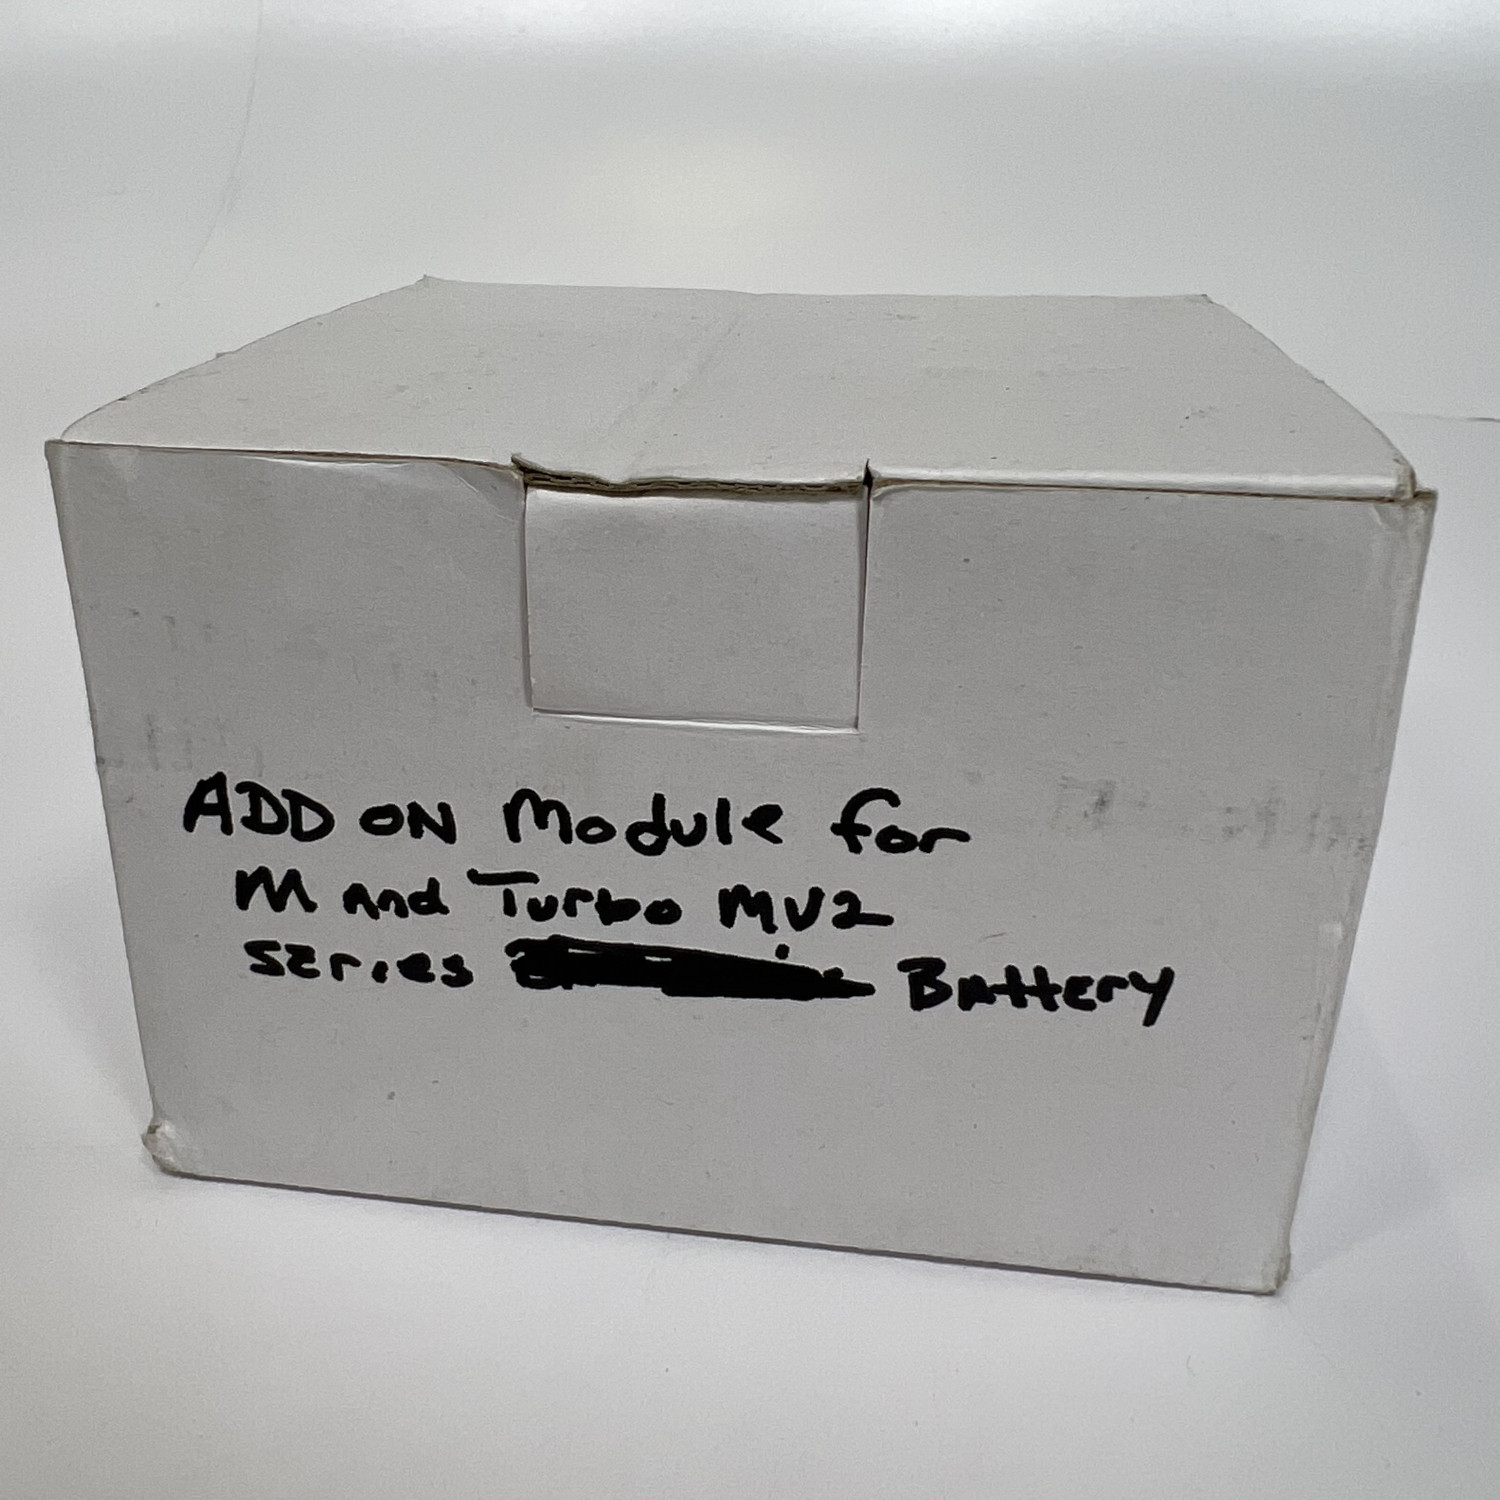 ADD ON Module for
M And Turbo MV2
series Battery